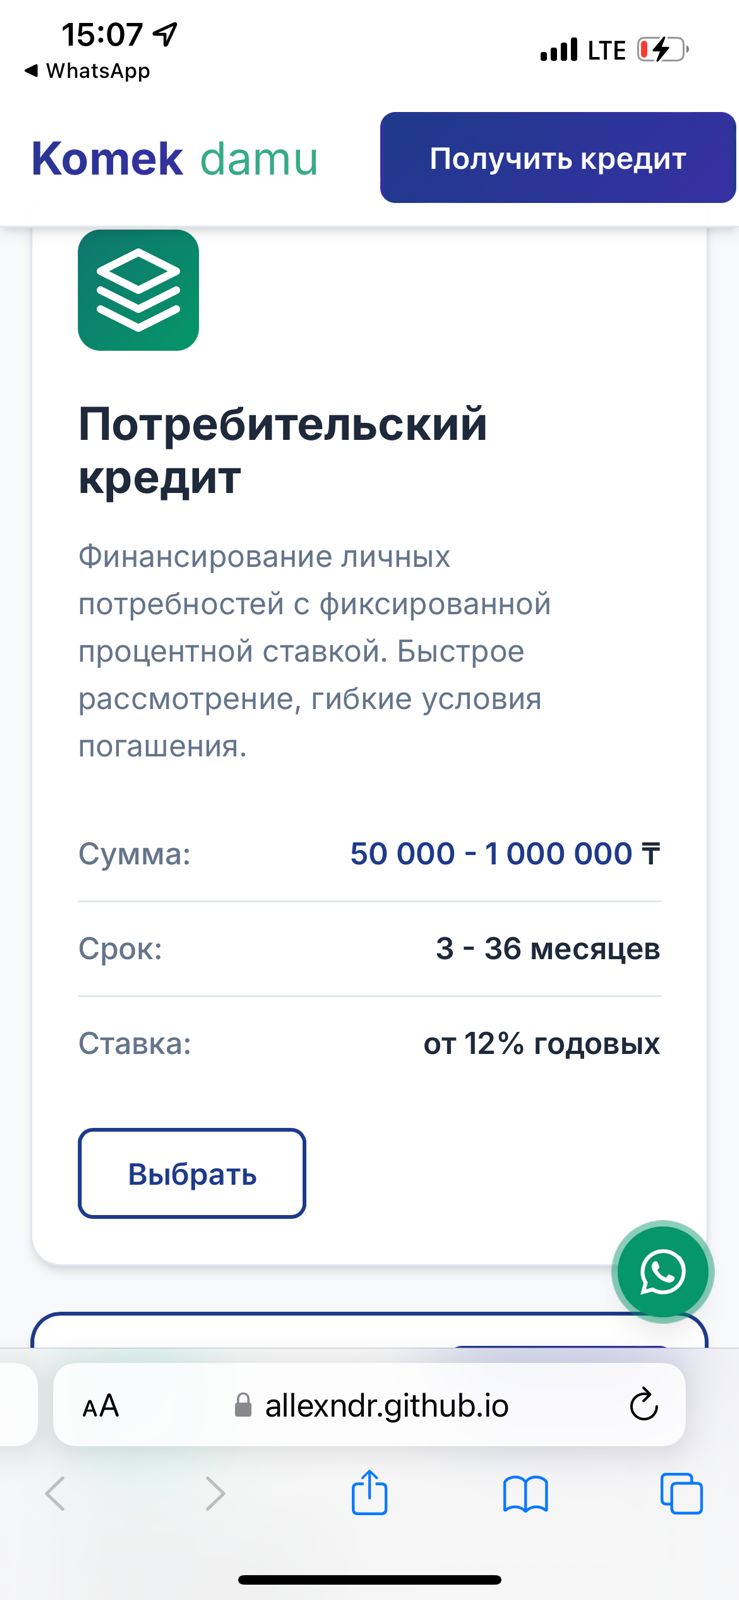 15:07
LTE
◀ WhatsApp
Komek damu
Получить кредит
Потребительский
кредит
Финансирование личных
потребностей с фиксированной
процентной ставкой. Быстрое
рассмотрение, гибкие условия
погашения.
Сумма: 50 000 - 1 000 000 ₸
Срок: 3 - 36 месяцев
Ставка: от 12% годовых
Выбрать
AA allexndr.github.io